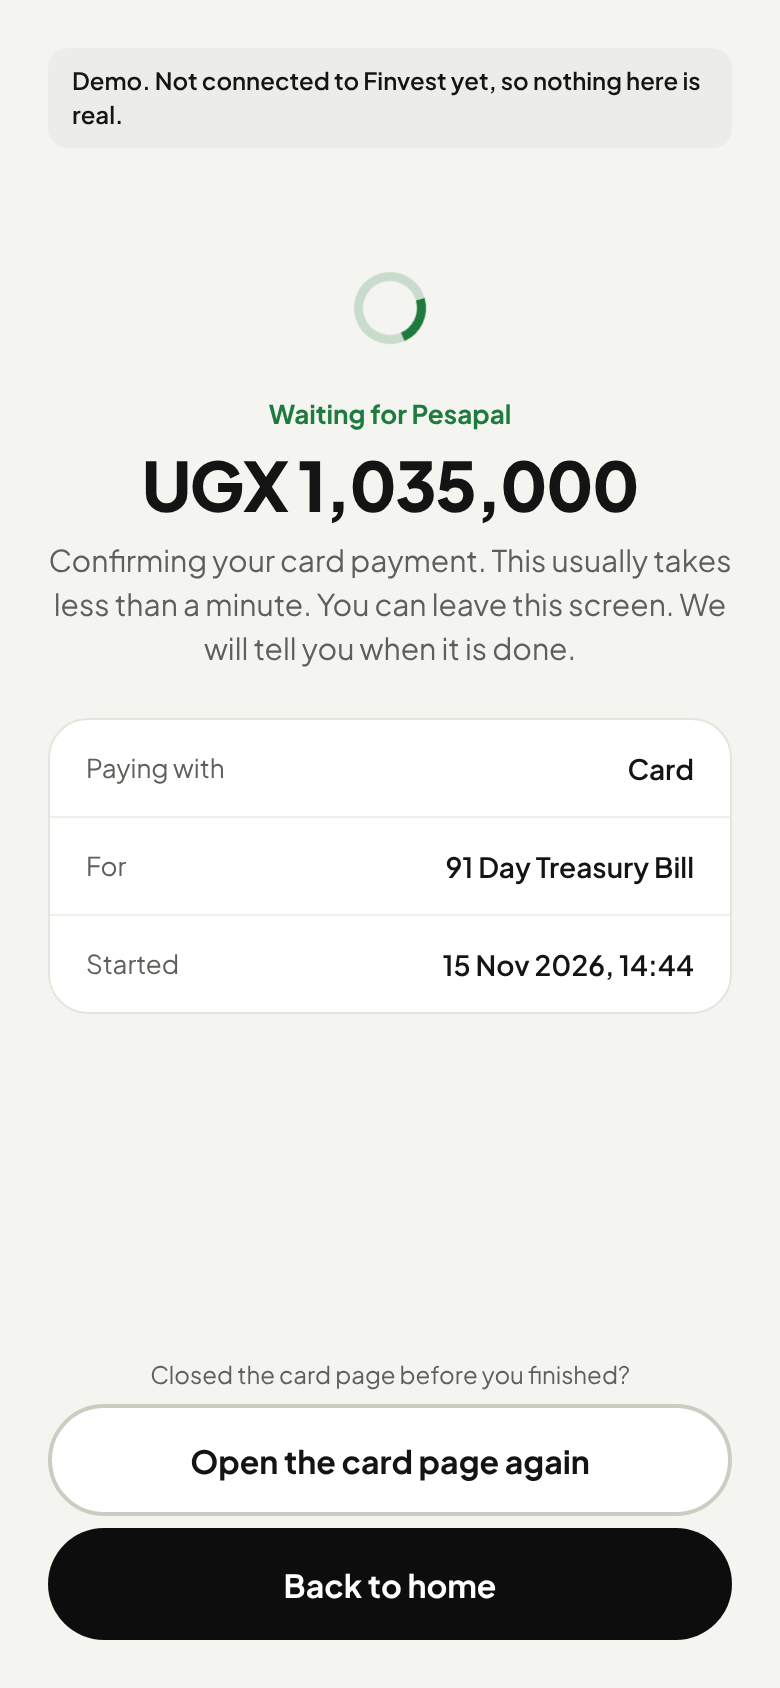 Demo. Not connected to Finvest yet, so nothing here is
real.
Waiting for Pesapal
UGX 1,035,000
Confirming your card payment. This usually takes
less than a minute. You can leave this screen. We
will tell you when it is done.
Paying with
Card
For
91 Day Treasury Bill
Started
15 Nov 2026, 14:44
Closed the card page before you finished?
Open the card page again
Back to home